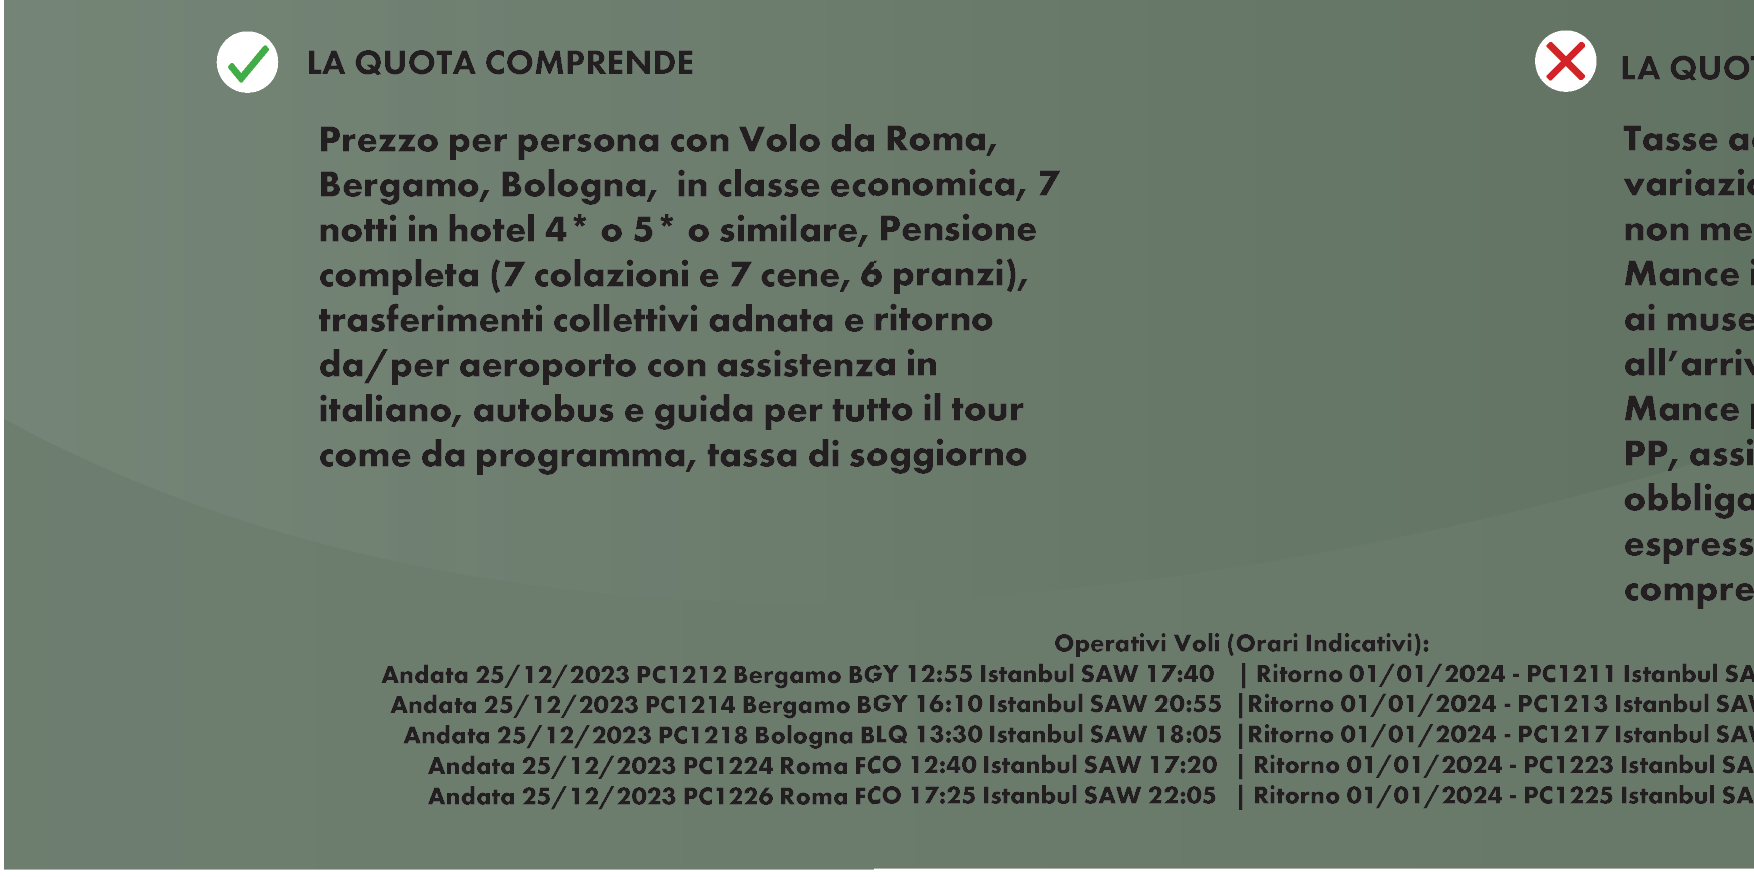 LA QUOTA COMPRENDE
Prezzo per persona con Volo da Roma,
Bergamo, Bologna, in classe economica, 7
notti in hotel 4* o 5* o similare, Pensione
completa (7 colazioni e 7 cene, 6 pranzi),
trasferimenti collettivi adnata e ritorno
da/per aeroporto con assistenza in
italiano, autobus e guida per tutto il tour
come da programma, tassa di soggiorno
LA QUO
Tasse
variazi
non me
Mance
ai muse
all'arri
Mance
PP, assi
obbliga
espress
compre
Operativi Voli (Orari Indicativi):
Andata 25/12/2023 PC1212 Bergamo BGY 12:55 Istanbul SAW 17:40 | Ritorno 01/01/2024 - PC1211 Istanbul SA
Andata 25/12/2023 PC1214 Bergamo BGY 16:10 Istanbul SAW 20:55 |Ritorno 01/01/2024 - PC1213 Istanbul SA
Andata 25/12/2023 PC1218 Bologna BLQ 13:30 Istanbul SAW 18:05 |Ritorno 01/01/2024 - PC1217 Istanbul SA
Andata 25/12/2023 PC1224 Roma FCO 12:40 Istanbul SAW 17:20 | Ritorno 01/01/2024 - PC1223 Istanbul SA
Andata 25/12/2023 PC1226 Roma FCO 17:25 Istanbul SAW 22:05 | Ritorno 01/01/2024 - PC1225 Istanbul SA